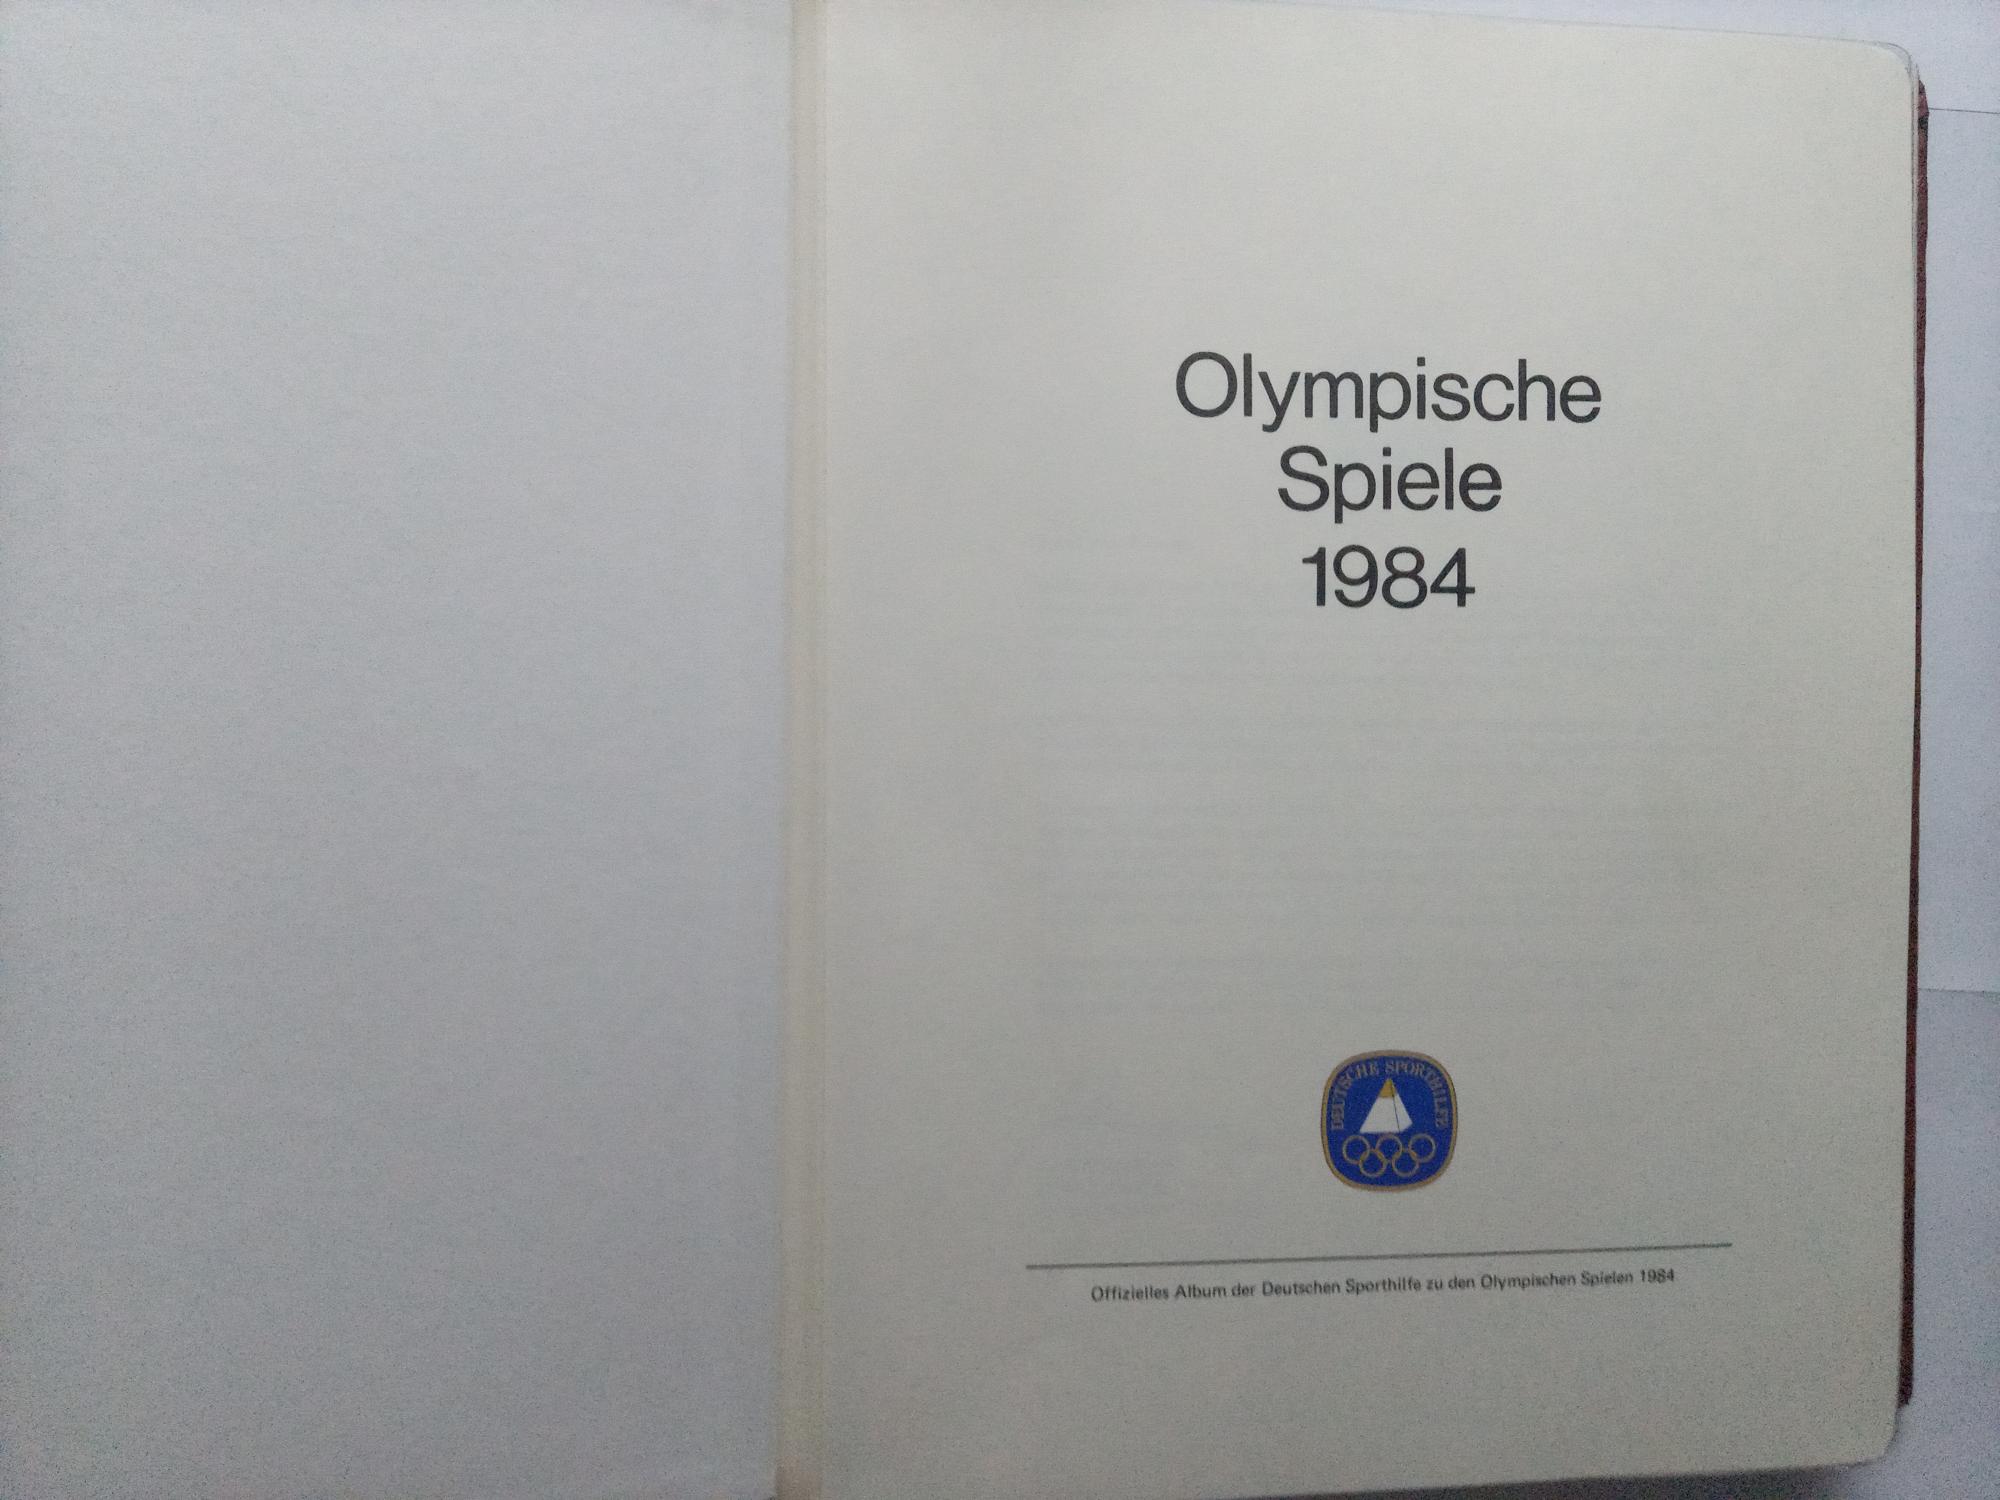 Olympische
Spiele
1984
DEUTSCHE SPORTHILFE
Offizielles Album der Deutschen Sporthilfe zu den Olympischen Spielen 1984